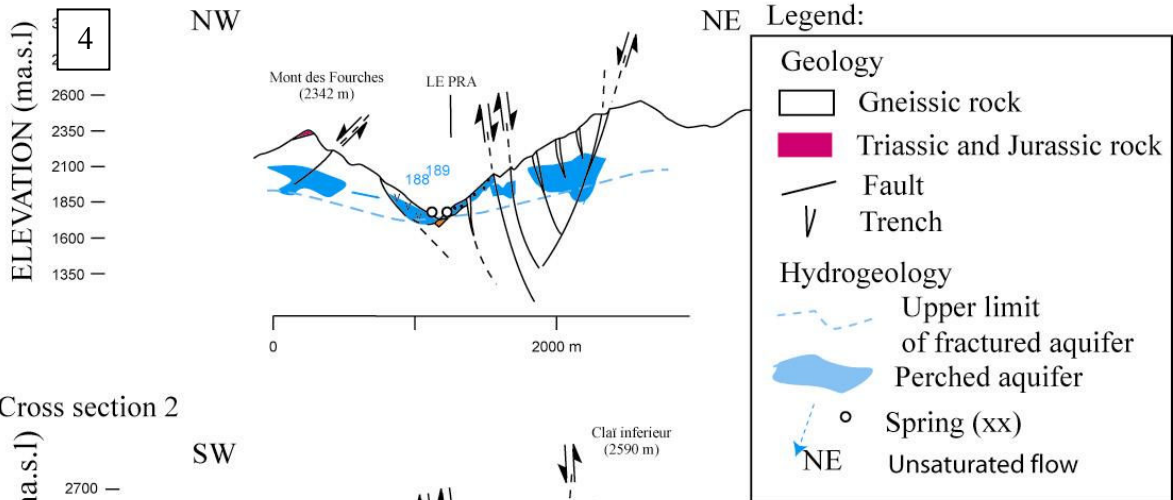 4
NW
NE
Legend:
ELEVATION (ma.s.l)
2600
2350
2100
1850
1600
1350
Mont des Fourches
(2342 m)
LE PRA
188
189
0
2000 m
Geology
Gneissic rock
Triassic and Jurassic rock
Fault
Trench
Hydrogeology
Upper limit
of fractured aquifer
Perched aquifer
Spring (xx)
NE
Unsaturated flow
Cross section 2
SW
Claï inferieur
(2590 m)
2700